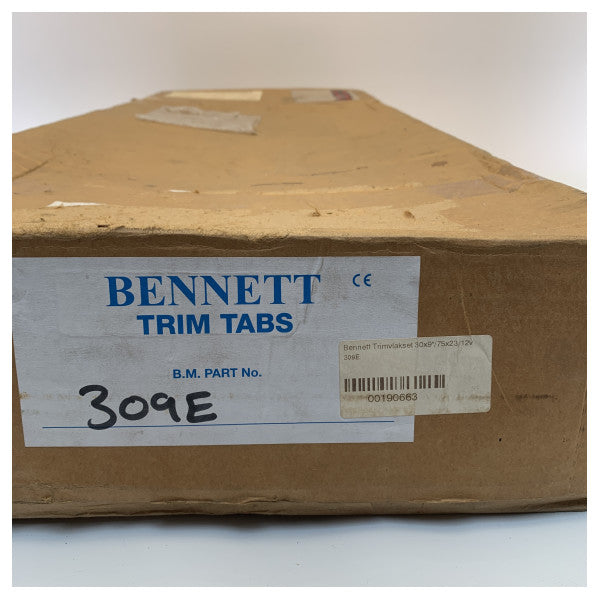 BENNETT CE
TRIM TABS
B.M. PART No.
309E
Bennett Trimvlakset 30x9"/75x23/12v
309E
00190663